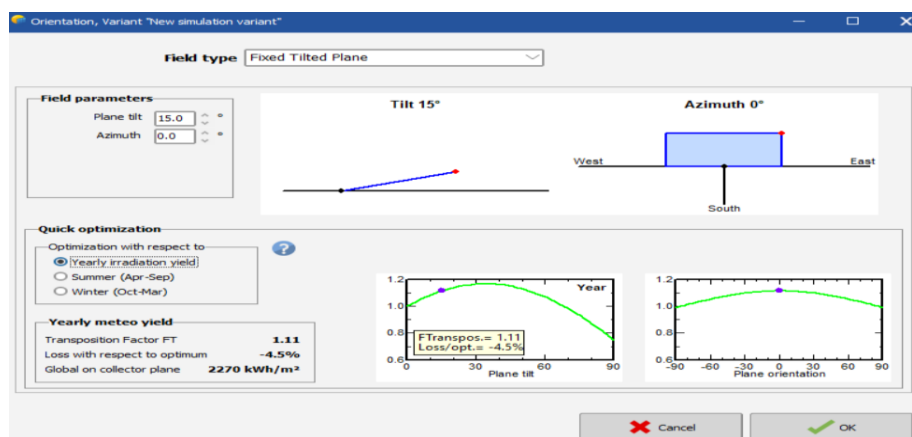 Orientation, Variant "New simulation variant"
Field type Fixed Tilted Plane
Field parameters
Plane tilt 15.0 °
Azimuth 0.0 °
Tilt 15°
Azimuth 0°
West East
South
Quick optimization
Optimization with respect to
?
Yearly irradiation yield
Summer (Apr-Sep)
Winter (Oct-Mar)
Yearly meteo yield
Transposition Factor FT 1.11
Loss with respect to optimum -4.5%
Global on collector plane 2270 kWh/m²
1.2
Year
1.0
0.8
FTranspos.= 1.11
Loss/opt.= -4.5%
0.6
0 30 60 90
Plane tilt
1.2
1.0
0.8
0.6
-90 -60 -30 0 30 60 90
Plane orientation
Cancel
OK